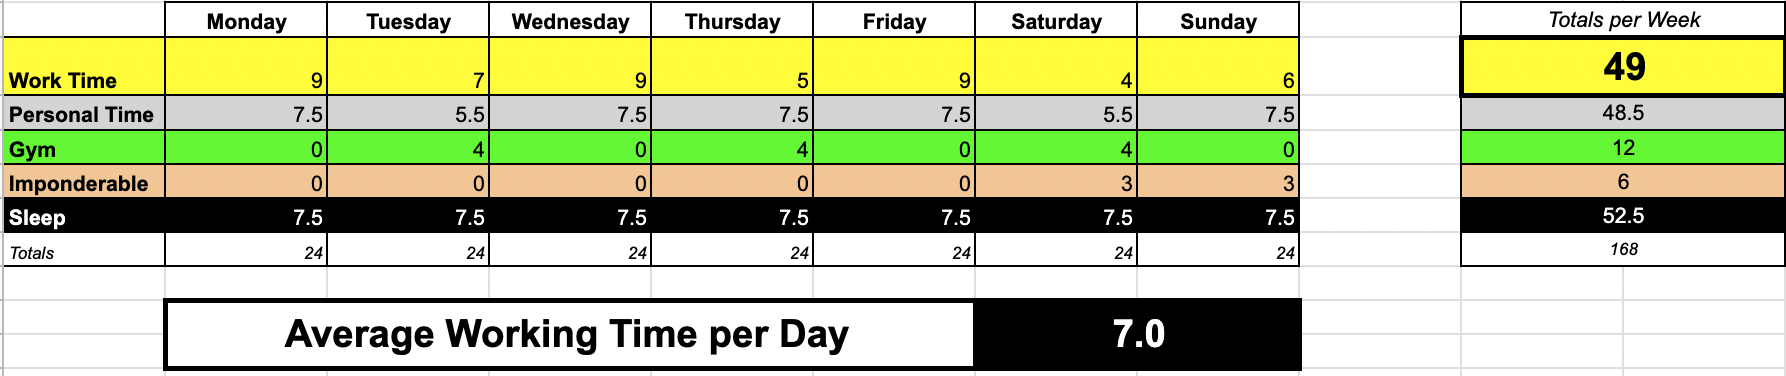 Monday Tuesday Wednesday Thursday Friday Saturday Sunday Totals per Week
Work Time 9 7 9 5 9 4 6 49
Personal Time 7.5 5.5 7.5 7.5 7.5 5.5 7.5 48.5
Gym 0 4 0 4 0 4 0 12
Imponderable 0 0 0 0 0 3 3 6
Sleep 7.5 7.5 7.5 7.5 7.5 7.5 7.5 52.5
Totals 24 24 24 24 24 24 24 168
Average Working Time per Day 7.0